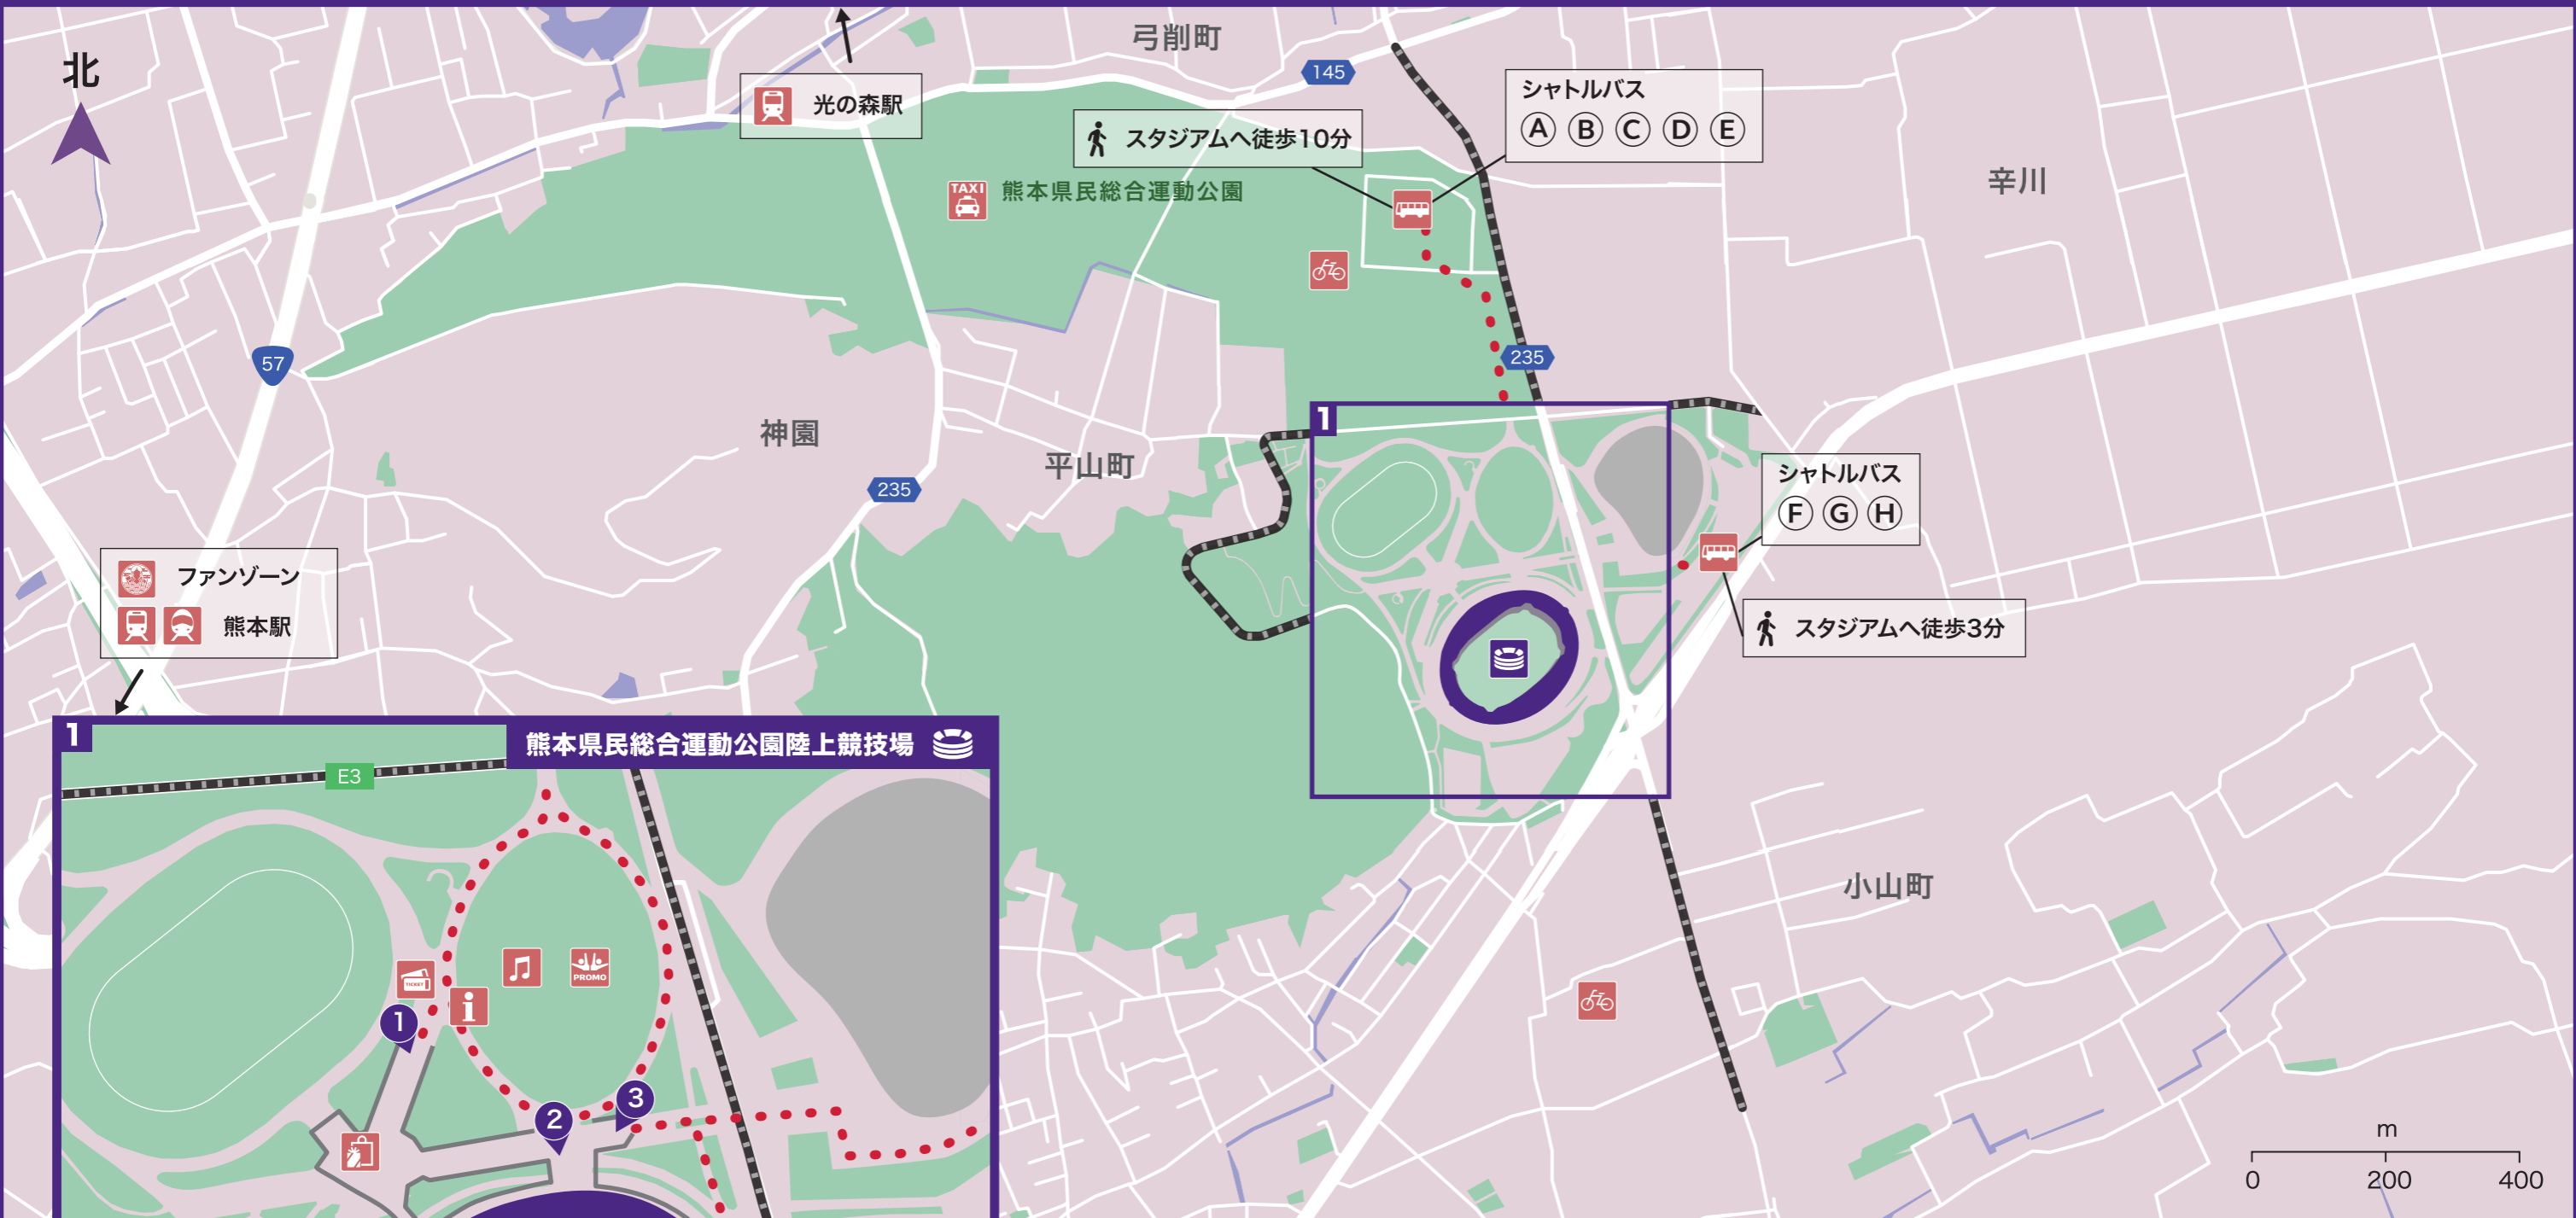 北
弓削町
145
光の森駅
スタジアムへ徒歩10分
シャトルバス
A B C D E
TAXI
熊本県民総合運動公園
辛川
57
235
神園
平山町
235
1
シャトルバス
F G H
スタジアムへ徒歩3分
ファンゾーン
熊本駅
1
熊本県民総合運動公園陸上競技場
E3
小山町
TICKET
PROMO
i
1
2
3
m
0 200 400